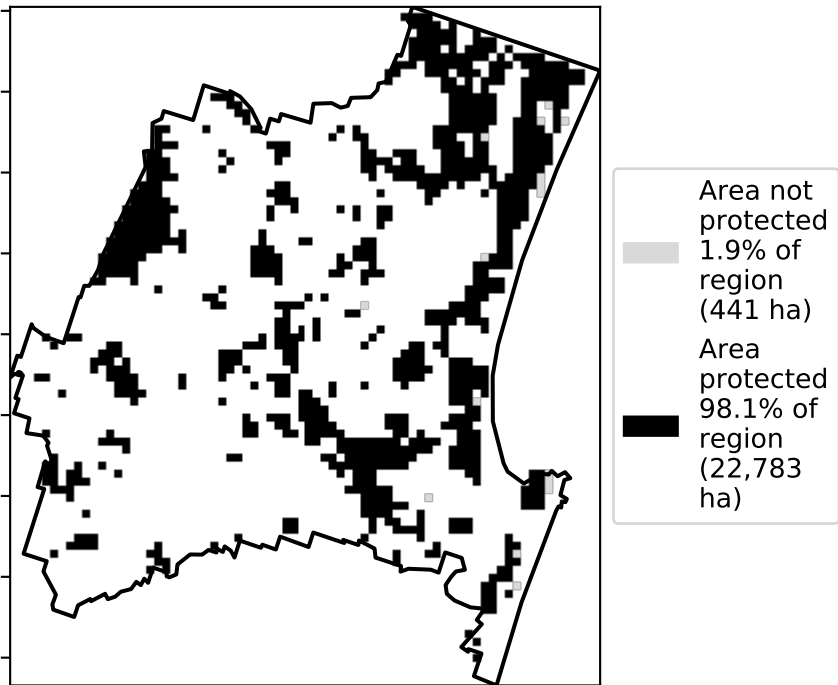 Area not
protected
1.9% of
region
(441 ha)
Area
protected
98.1% of
region
(22,783
ha)